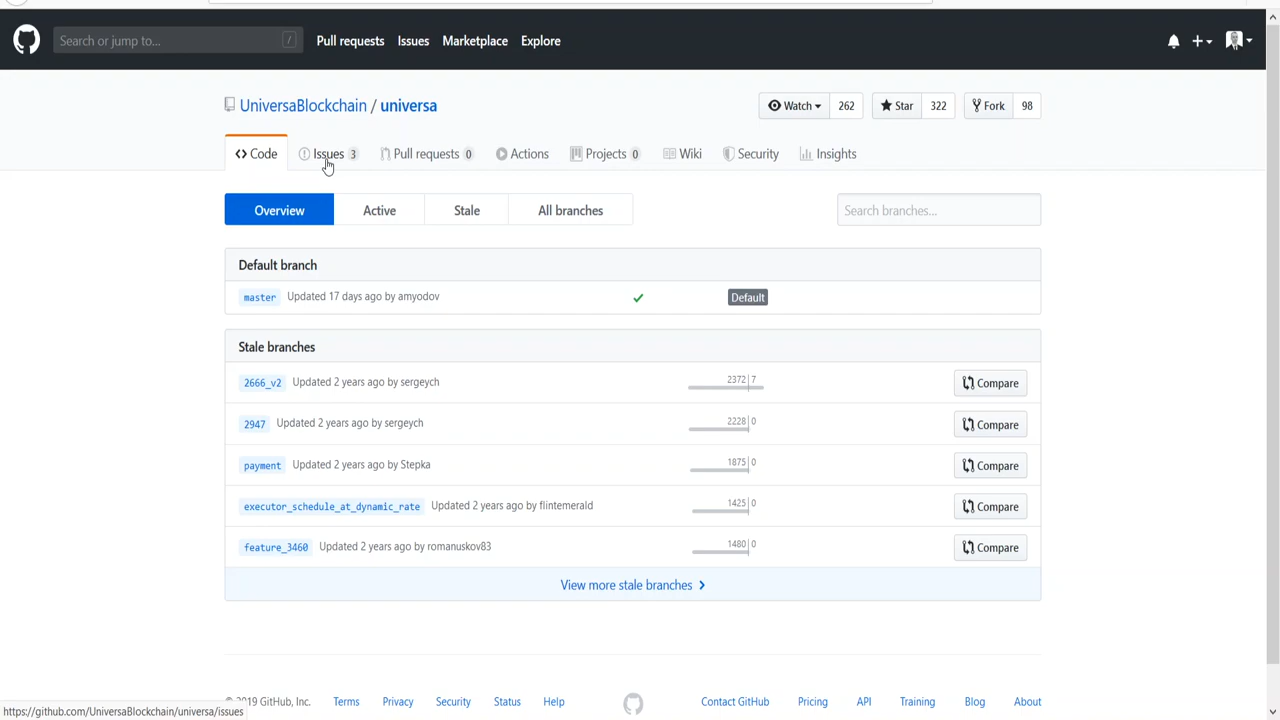 Search or jump to... / Pull requests Issues Marketplace Explore
UniversaBlockchain / universa Watch 262 Star 322 Fork 98
Code Issues 3 Pull requests 0 Actions Projects 0 Wiki Security Insights
Overview Active Stale All branches Search branches...
Default branch
master Updated 17 days ago by amyodov Default
Stale branches
2666_v2 Updated 2 years ago by sergeych 2372 7 Compare
2947 Updated 2 years ago by sergeych 2228 0 Compare
payment Updated 2 years ago by Stepka 1875 0 Compare
executor_schedule_at_dynamic_rate Updated 2 years ago by flintemerald 1425 0 Compare
feature_3460 Updated 2 years ago by romanuskov83 1480 0 Compare
View more stale branches
© 2019 GitHub, Inc. Terms Privacy Security Status Help Contact GitHub Pricing API Training Blog About
https://github.com/UniversaBlockchain/universa/issues